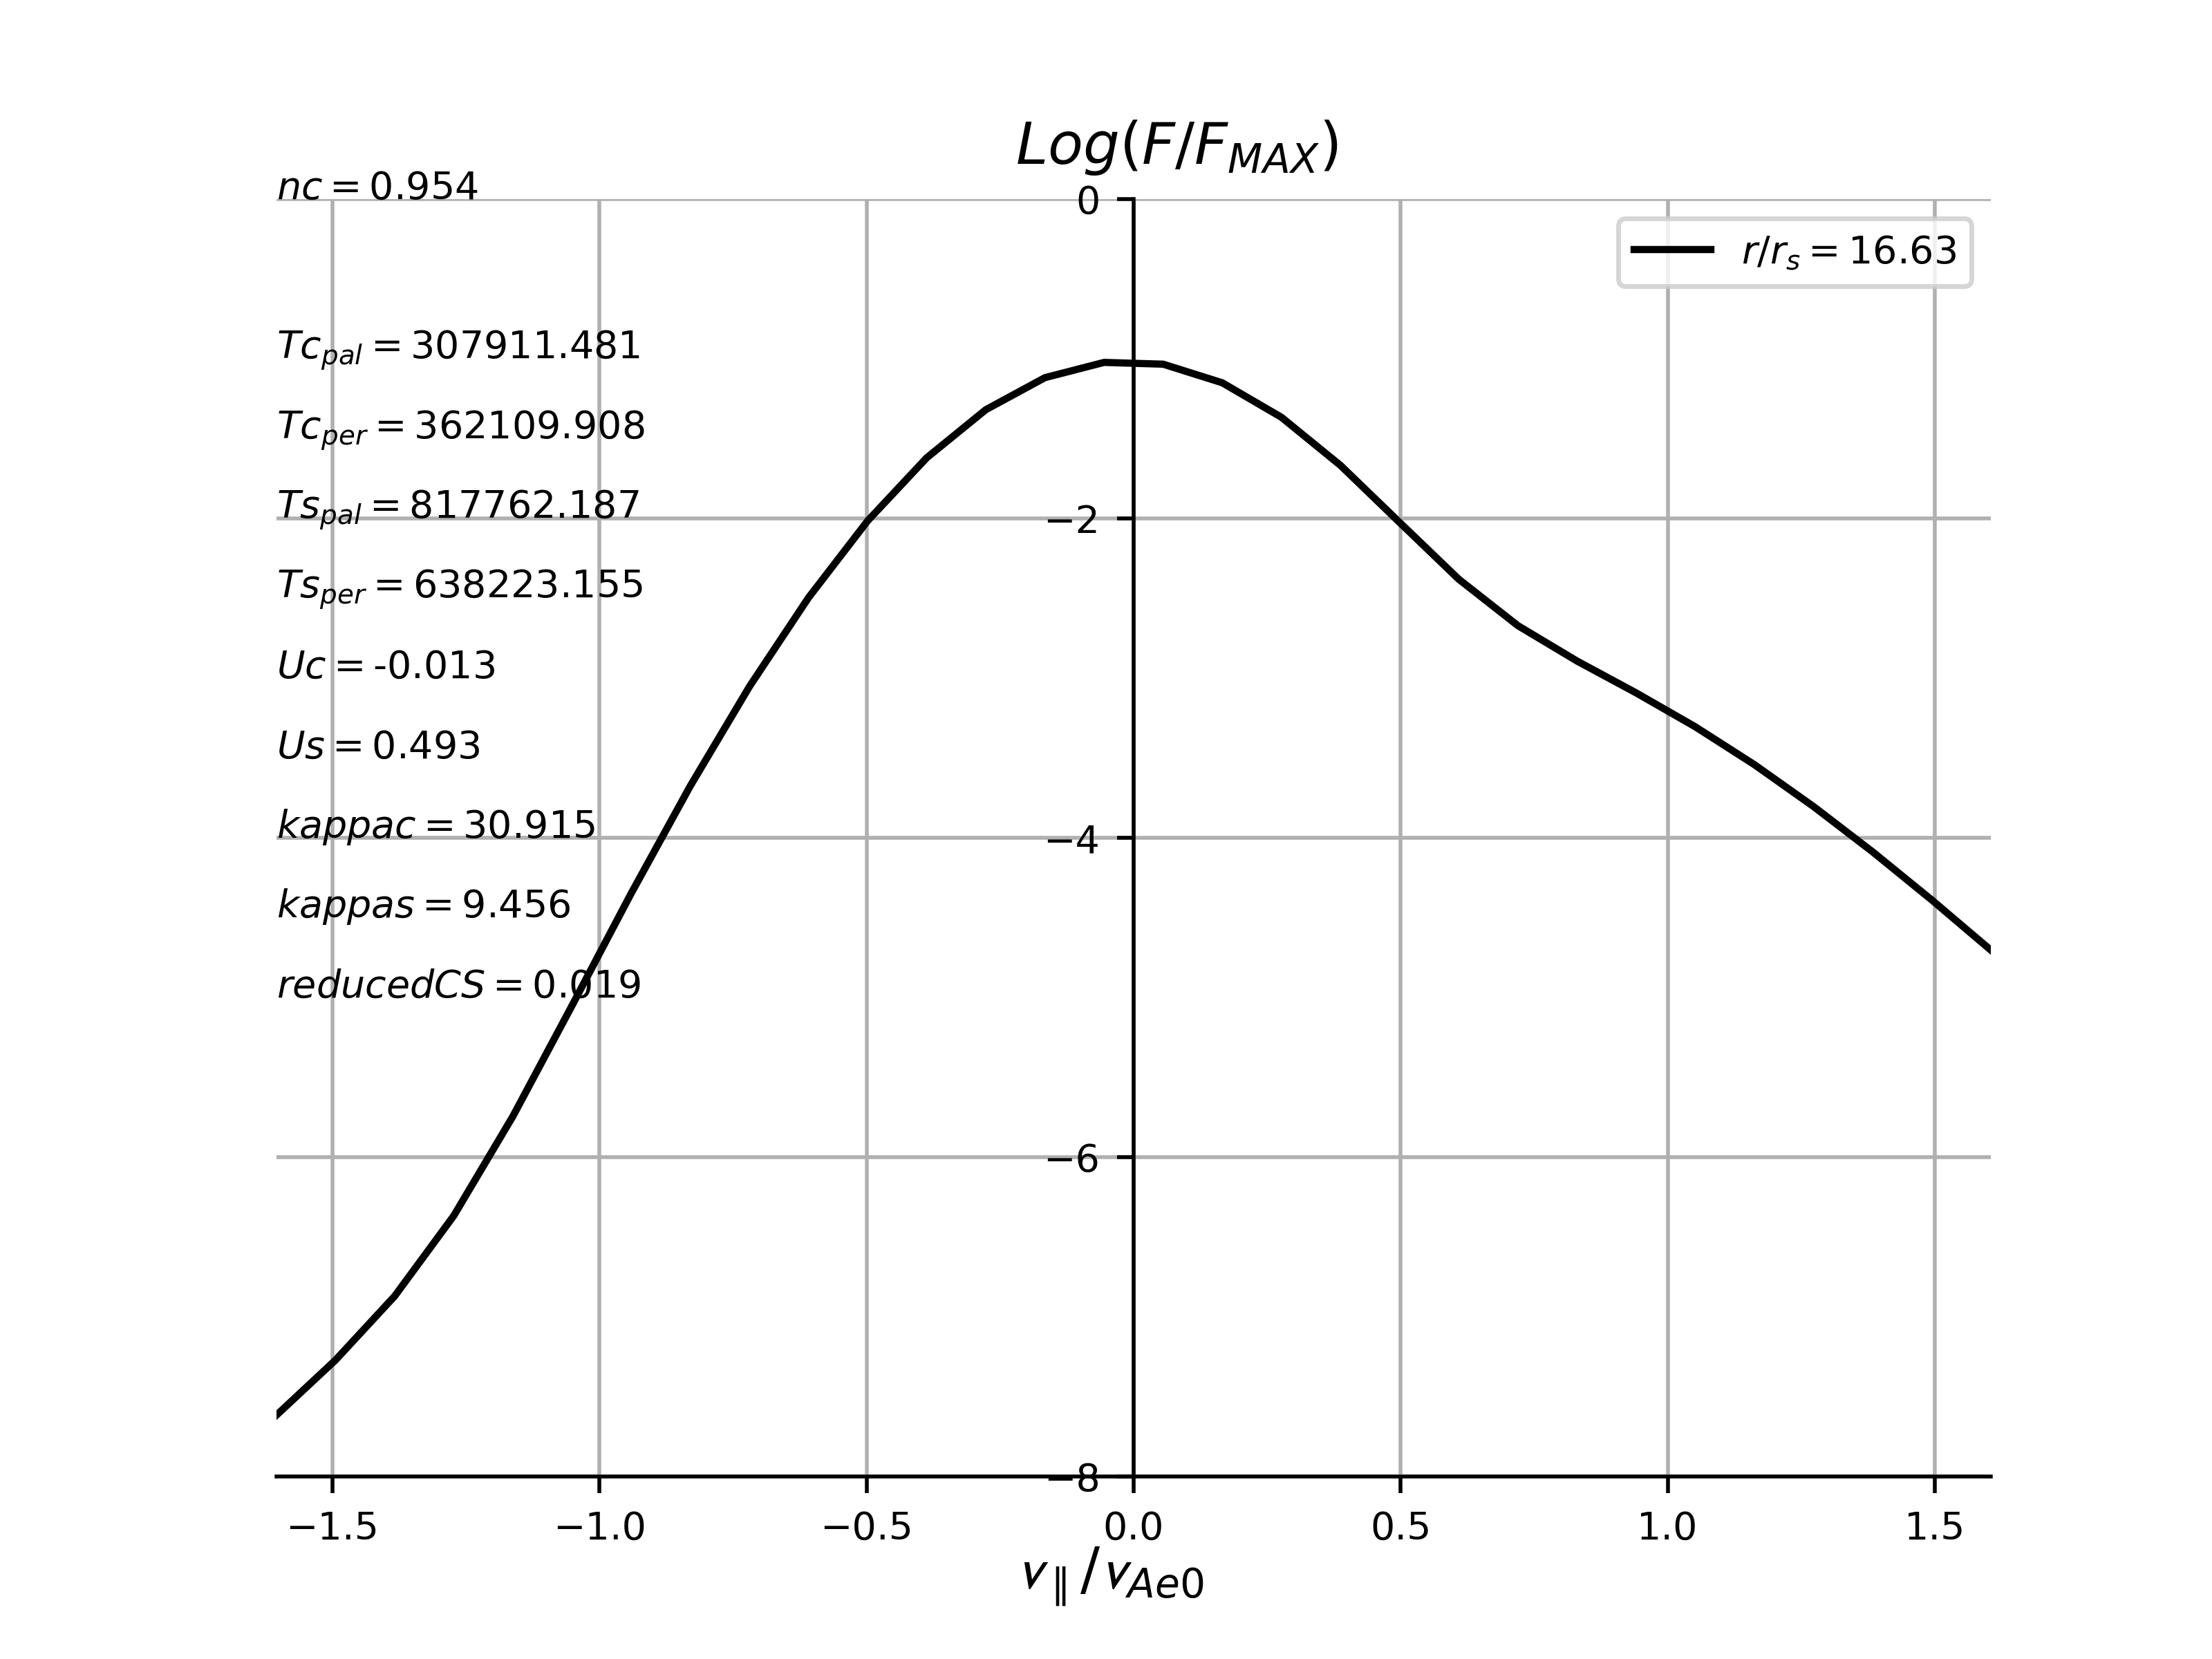 Log(F/F_MAX)
nc = 0.954
0
r/r_s = 16.63
Tc_pal = 307911.481
Tc_per = 362109.908
Ts_pal = 817762.187
−2
Ts_per = 638223.155
Uc = -0.013
Us = 0.493
kappac = 30.915
−4
kappas = 9.456
reducedCS = 0.019
−6
−8
−1.5 −1.0 −0.5 0.0 0.5 1.0 1.5
v_∥/v_Ae0